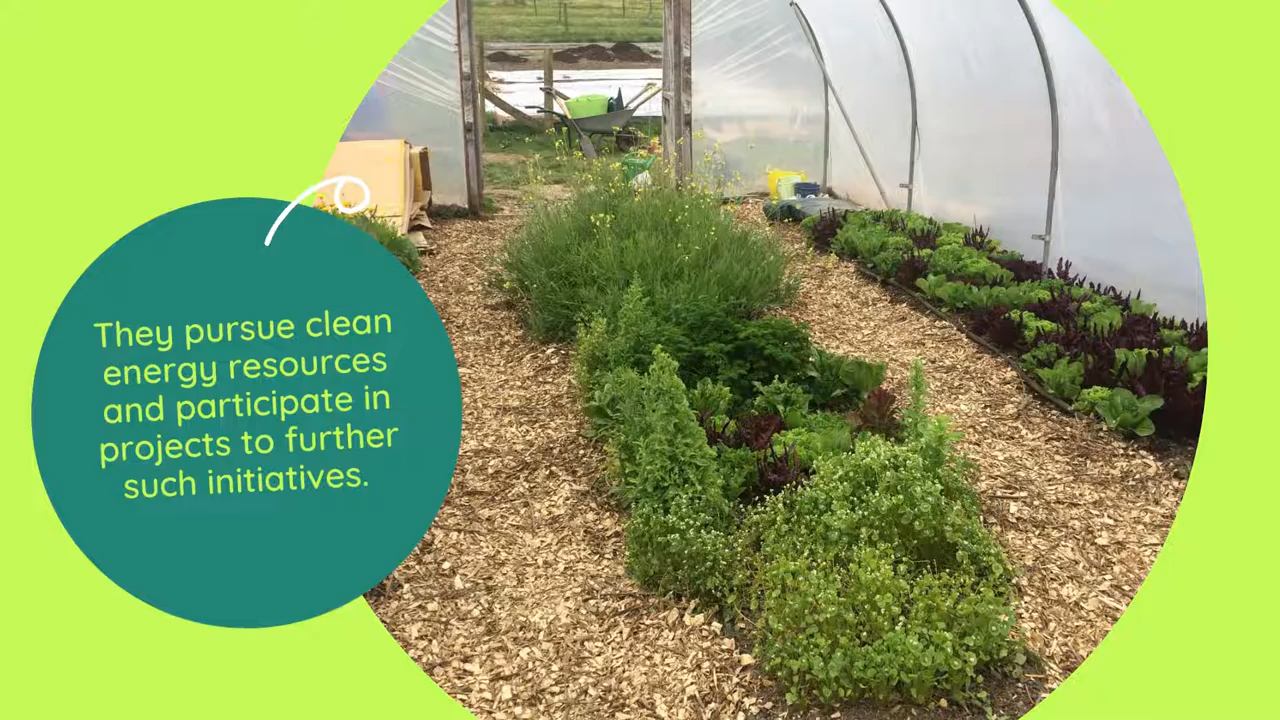 They pursue clean
energy resources
and participate in
projects to further
such initiatives.